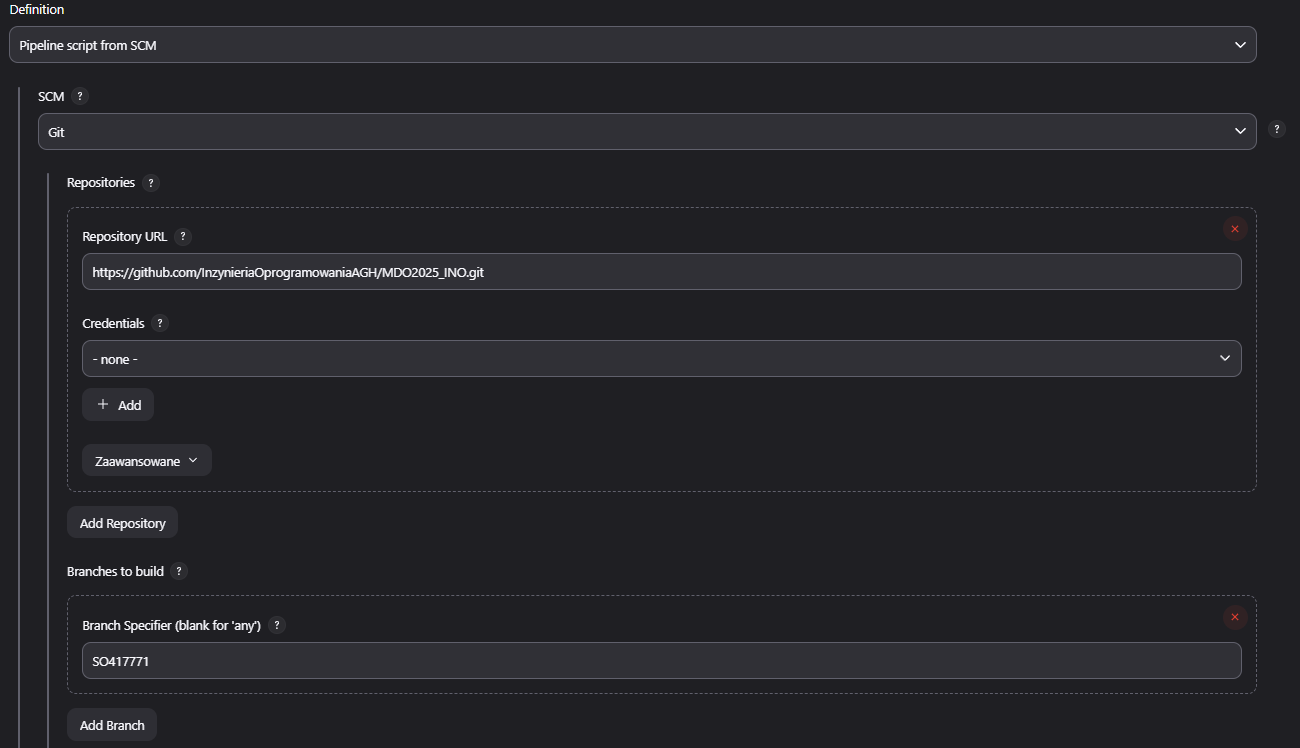 Definition
Pipeline script from SCM
SCM ?
Git
?
Repositories ?
Repository URL ?
https://github.com/InzynieriaOprogramowaniaAGH/MDO2025_INO.git
Credentials ?
- none -
+ Add
Zaawansowane
Add Repository
Branches to build ?
Branch Specifier (blank for 'any') ?
SO417771
Add Branch